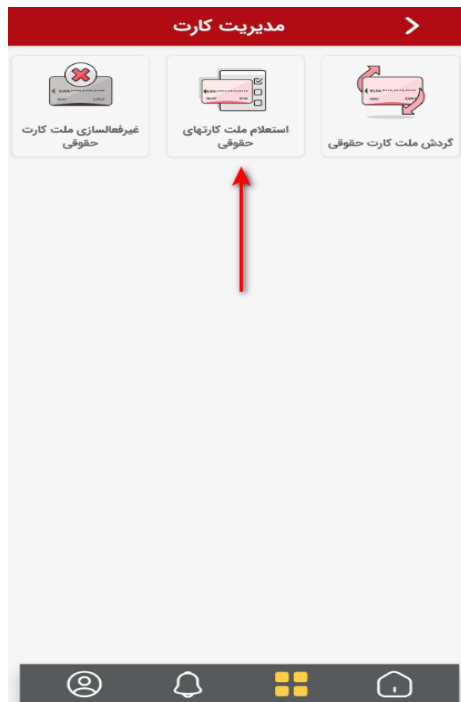 مدیریت کارت
گردش ملت کارت حقوقی
استعلام ملت کارتهای
حقوقی
غیرفعالسازی ملت کارت
حقوقی